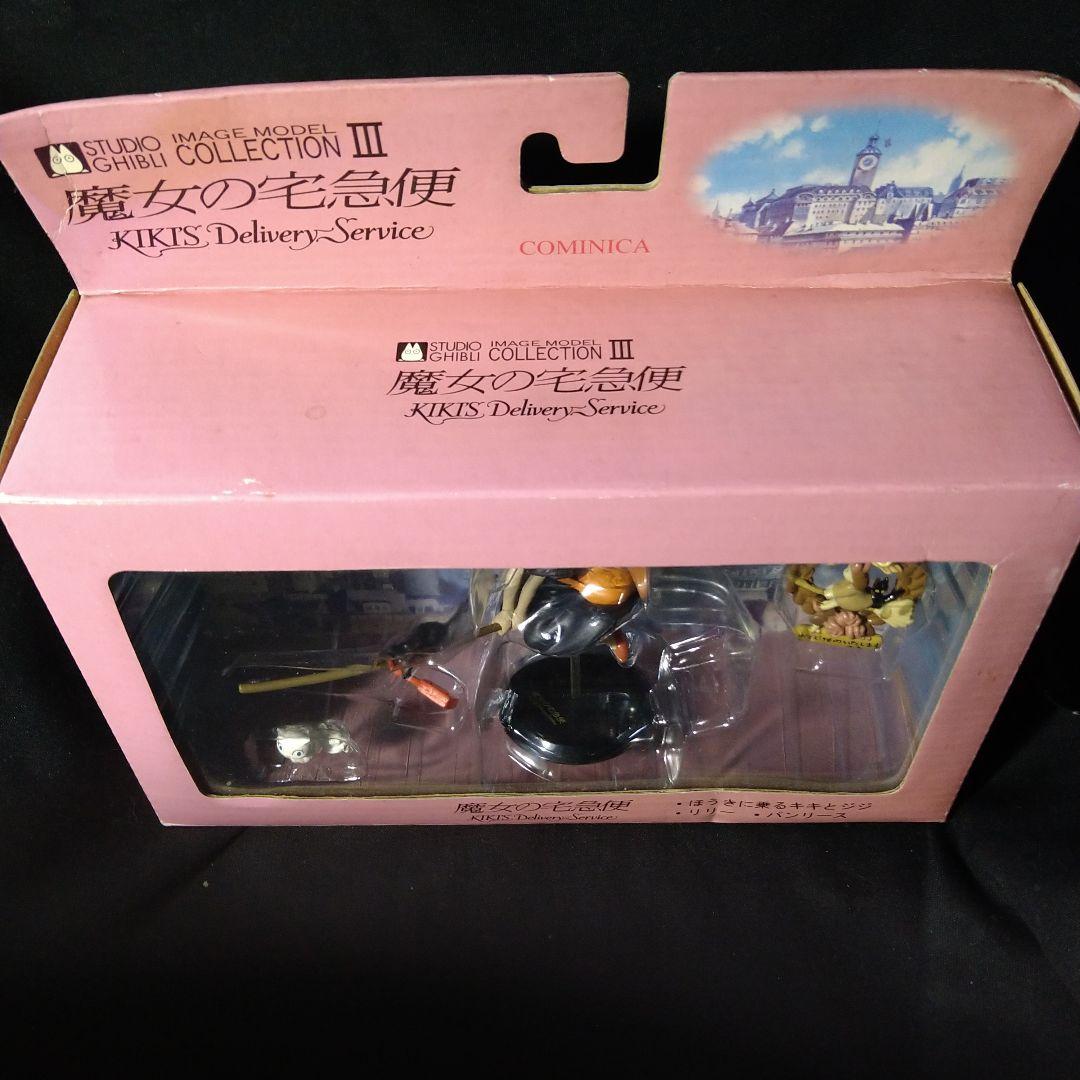 STUDIO GHIBLI IMAGE MODEL COLLECTION III
魔女の宅急便
KIKI'S Delivery Service
COMINICA
STUDIO GHIBLI IMAGE MODEL COLLECTION III
魔女の宅急便
KIKI'S Delivery Service
魔女の宅急便
KIKI'S Delivery Service
・ほうきに乗るキキとジジ
・リリー ・パンリース